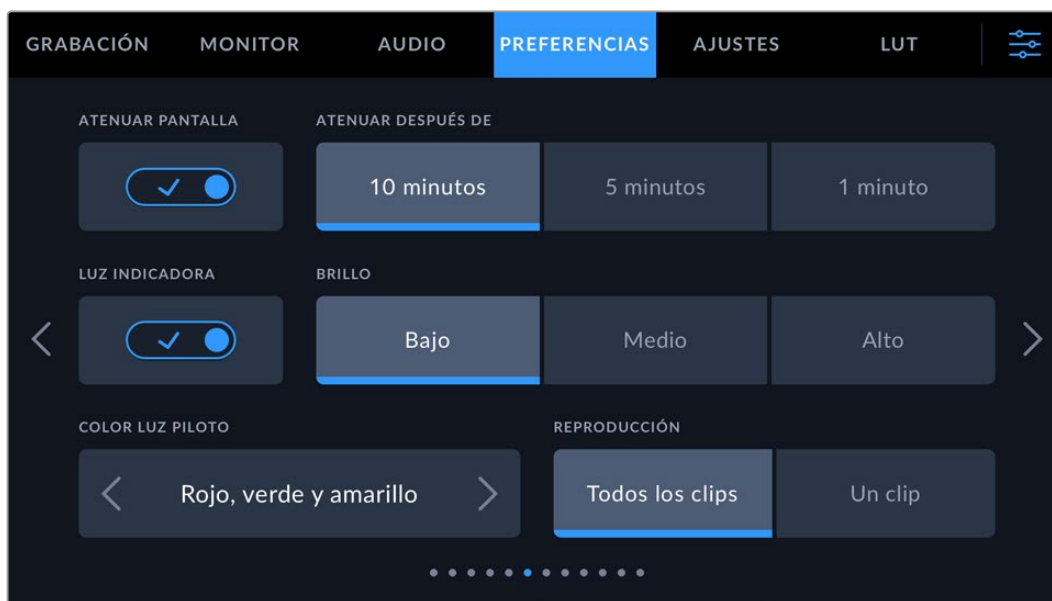 GRABACIÓN MONITOR AUDIO PREFERENCIAS AJUSTES LUT
ATENUAR PANTALLA ATENUAR DESPUÉS DE
10 minutos 5 minutos 1 minuto
LUZ INDICADORA BRILLO
Bajo Medio Alto
COLOR LUZ PILOTO REPRODUCCIÓN
Rojo, verde y amarillo Todos los clips Un clip